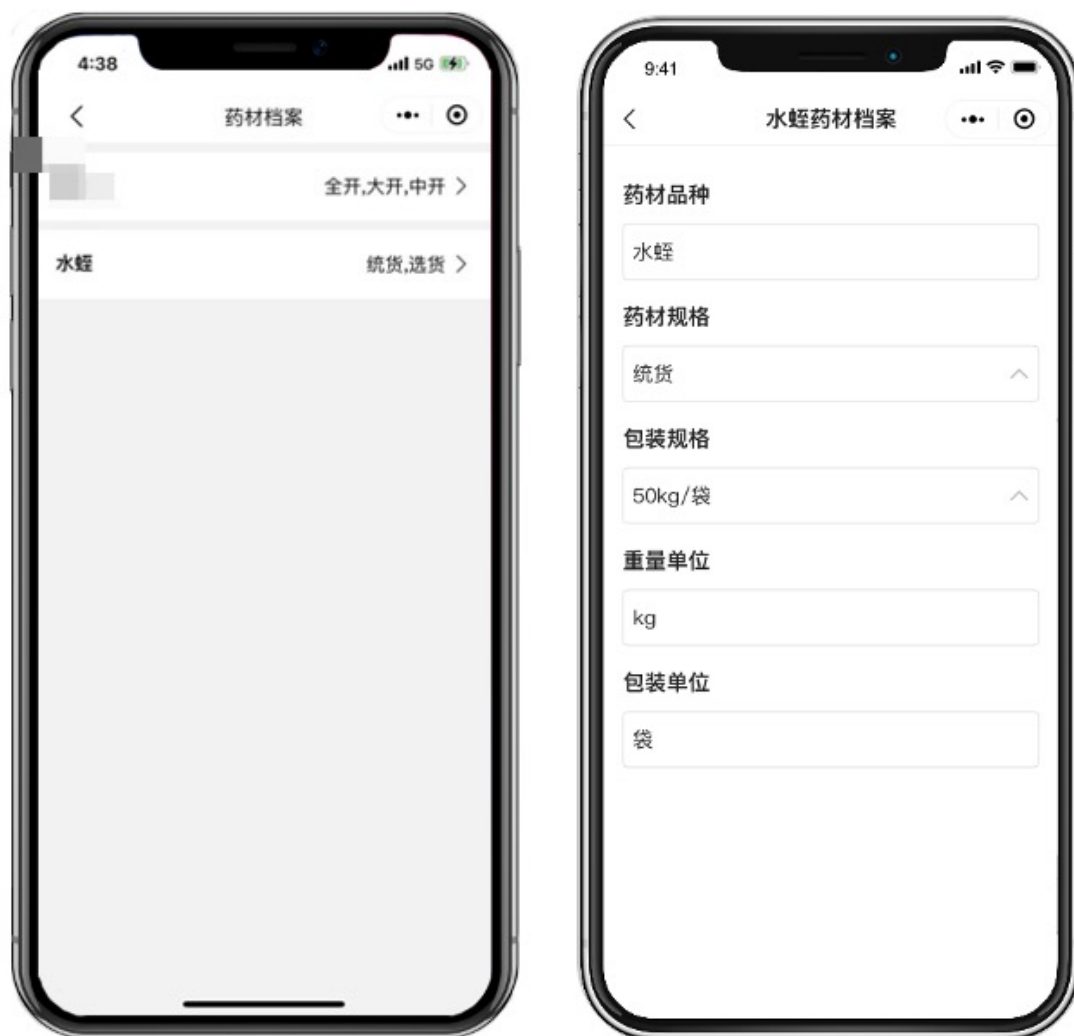 4:38
5G
药材档案
全开,大开,中开
水蛭
统货,选货
9:41
水蛭药材档案
药材品种
水蛭
药材规格
统货
包装规格
50kg/袋
重量单位
kg
包装单位
袋